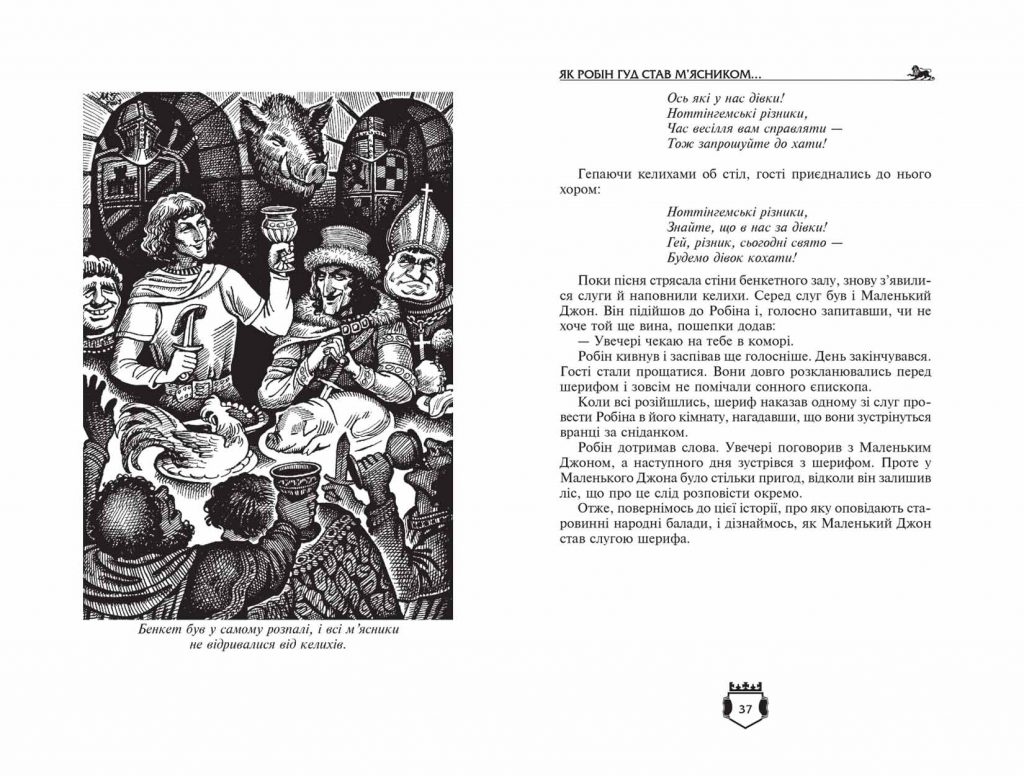 Бенкет був у самому розпалі, і всі м’ясники
не відривалися від келихів.
ЯК РОБІН ГУД СТАВ М’ЯСНИКОМ...
Ось які у нас дівки!
Ноттінгемські різники,
Час весілля вам справляти —
Тож запрошуйте до хати!
Гепаючи келихами об стіл, гості приєднались до нього
хором:
Ноттінгемські різники,
Знайте, що в нас за дівки!
Гей, різник, сьогодні свято —
Будемо дівок кохати!
Поки пісня стрясала стіни бенкетного залу, знову з’явили-
ся слуги й наповнили келихи. Серед слуг був і Маленький
Джон. Він підійшов до Робіна і, голосно запитавши, чи не
хоче той ще вина, пошепки додав:
— Увечері чекаю на тебе в коморі.
Робін кивнув і заспівав ще голосніше. День закінчувався.
Гості стали прощатися. Вони довго розкланювались перед
шерифом і зовсім не помічали сонного єпископа.
Коли всі розійшлись, шериф наказав одному зі слуг про-
вести Робіна в його кімнату, нагадавши, що вони зустрінуться
вранці за сніданком.
Робін дотримав слова. Увечері поговорив з Маленьким
Джоном, а наступного дня зустрівся з шерифом. Проте у
Маленького Джона було стільки пригод, відколи він залишив
ліс, що про це слід розповісти окремо.
Отже, повернімось до цієї історії, про яку оповідають ста-
ровинні народні балади, і дізнаймось, як Маленький Джон
став слугою шерифа.
37